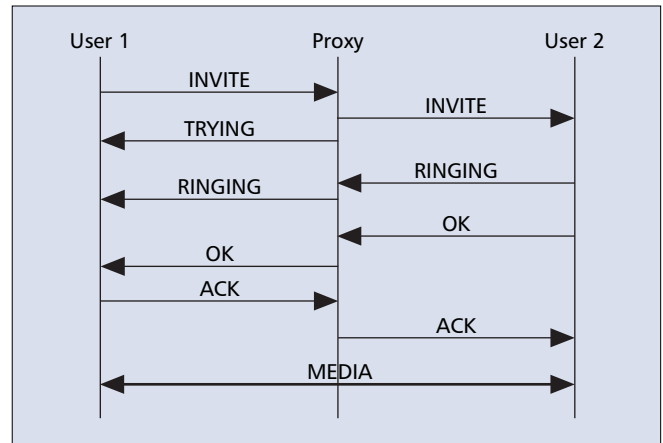 User 1 Proxy User 2
INVITE
INVITE
TRYING
RINGING
RINGING
OK
OK
ACK
ACK
MEDIA